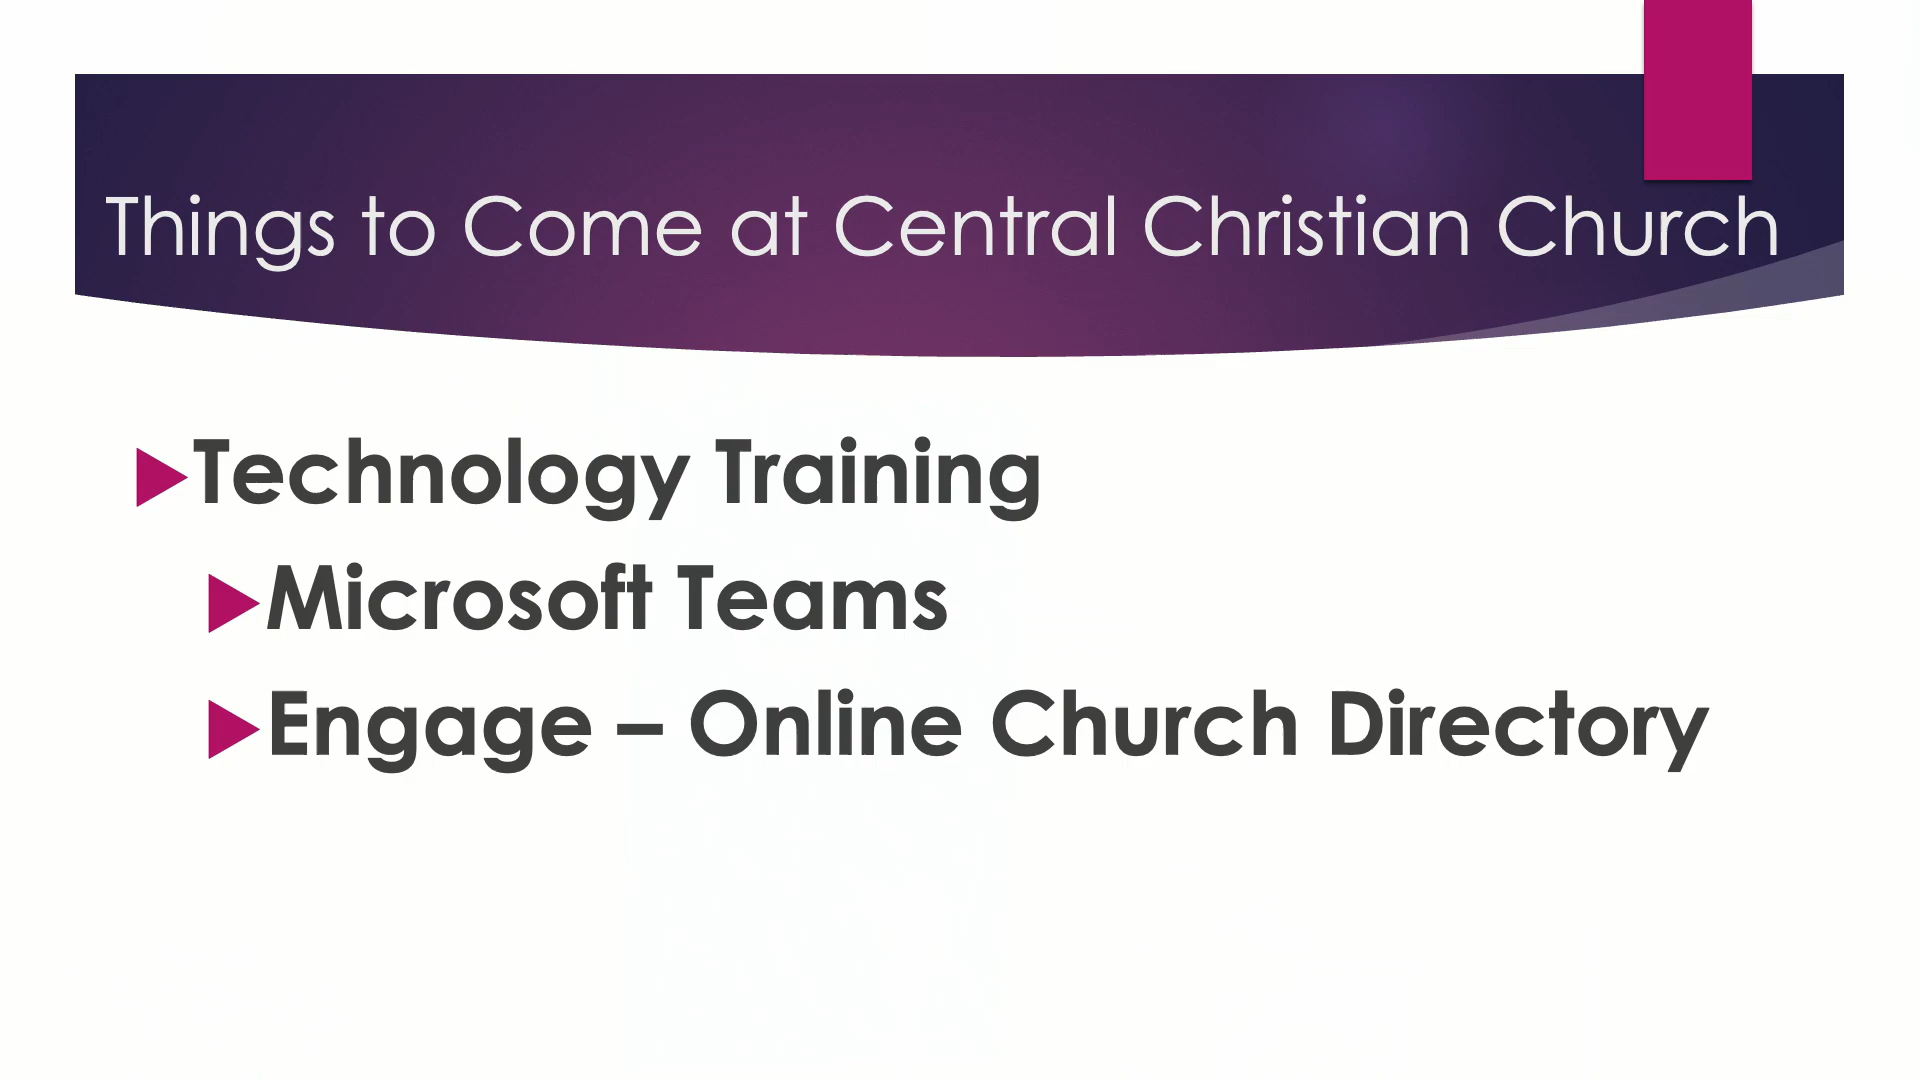 Things to Come at Central Christian Church
Technology Training
Microsoft Teams
Engage – Online Church Directory